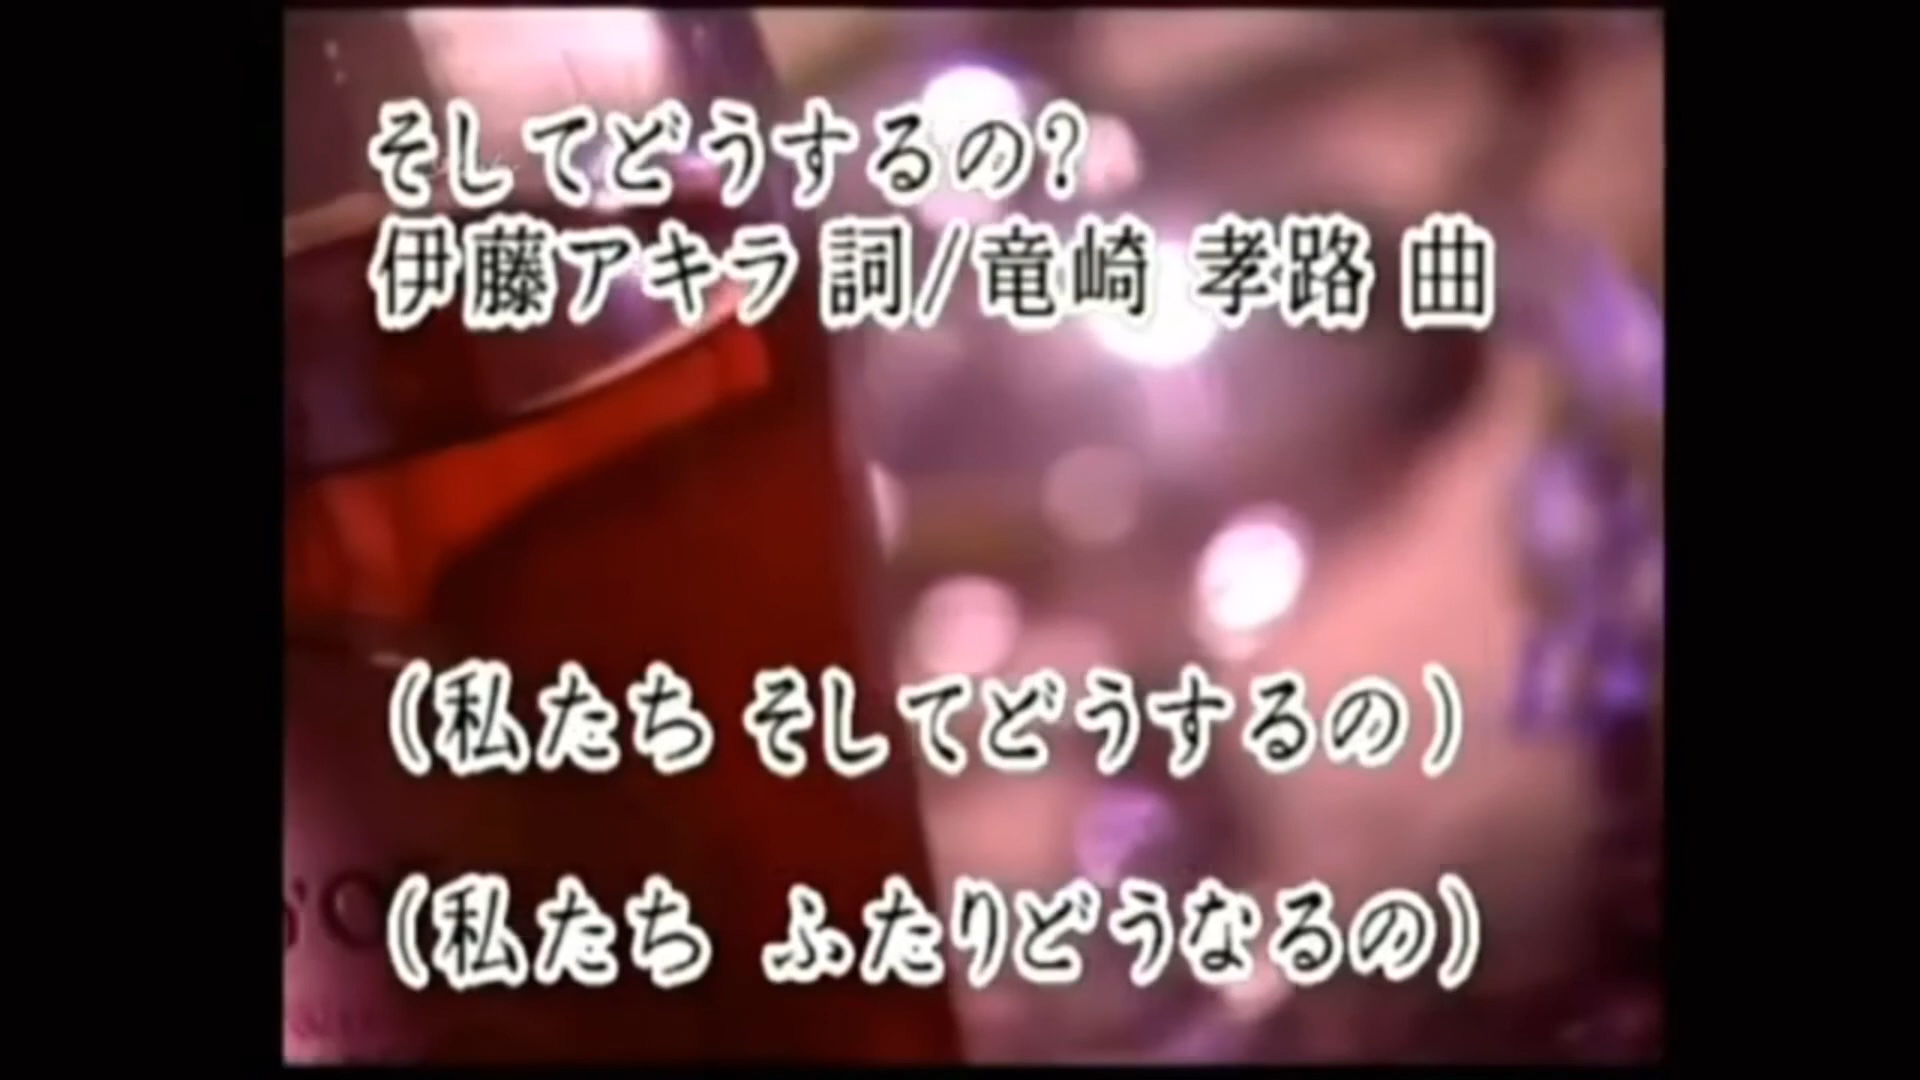 そしてどうするの?
伊藤アキラ 詞/竜崎 孝路 曲
(私たち そしてどうするの)
(私たち ふたりどうなるの)